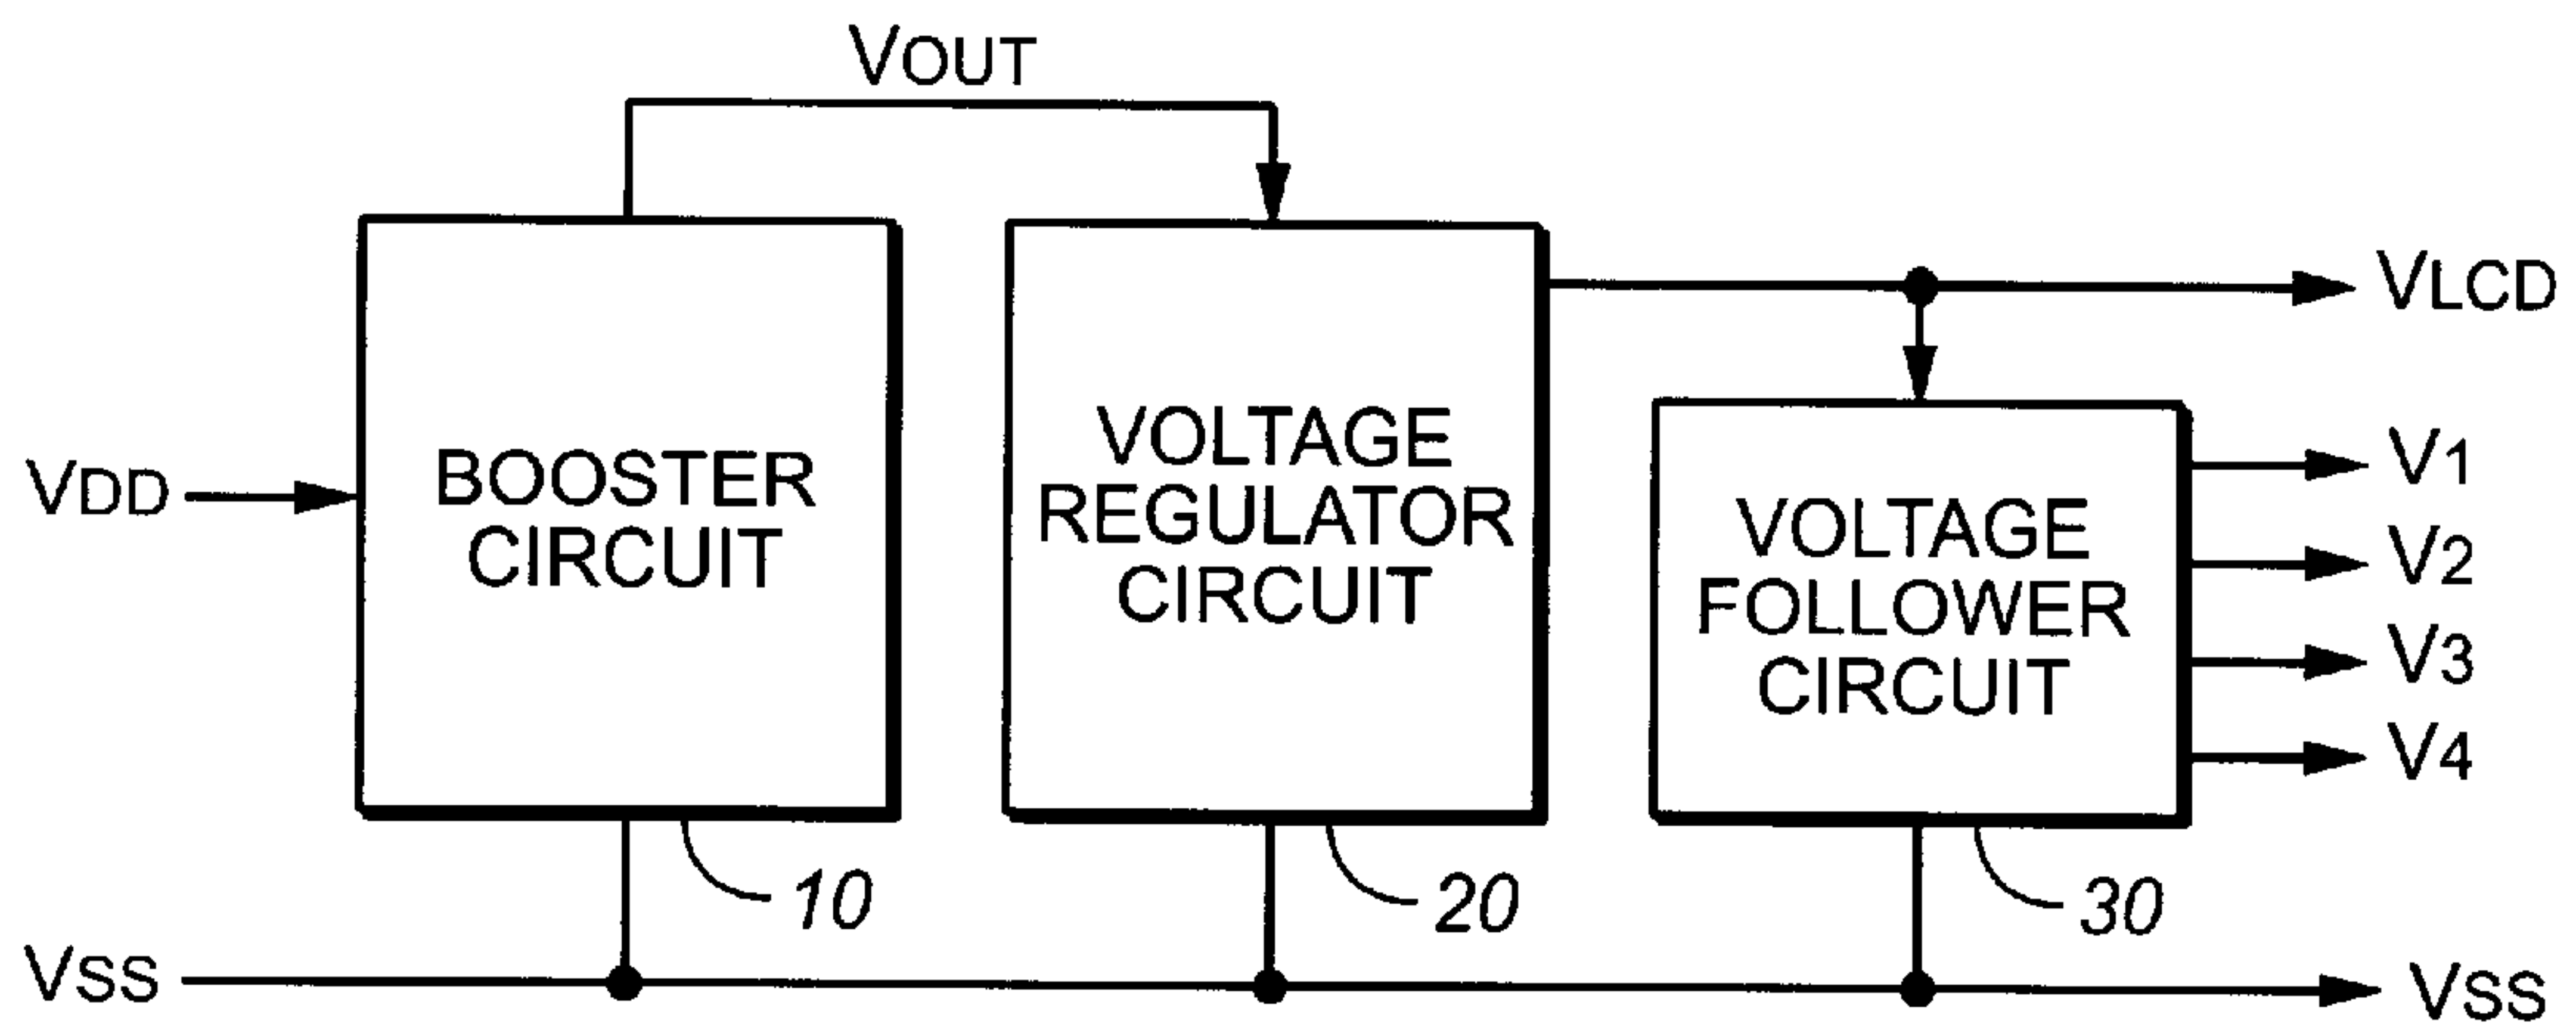 VOUT
VLCD
VDD
BOOSTER
CIRCUIT
VOLTAGE
REGULATOR
CIRCUIT
VOLTAGE
FOLLOWER
CIRCUIT
V1
V2
V3
V4
10
20
30
VSS
VSS